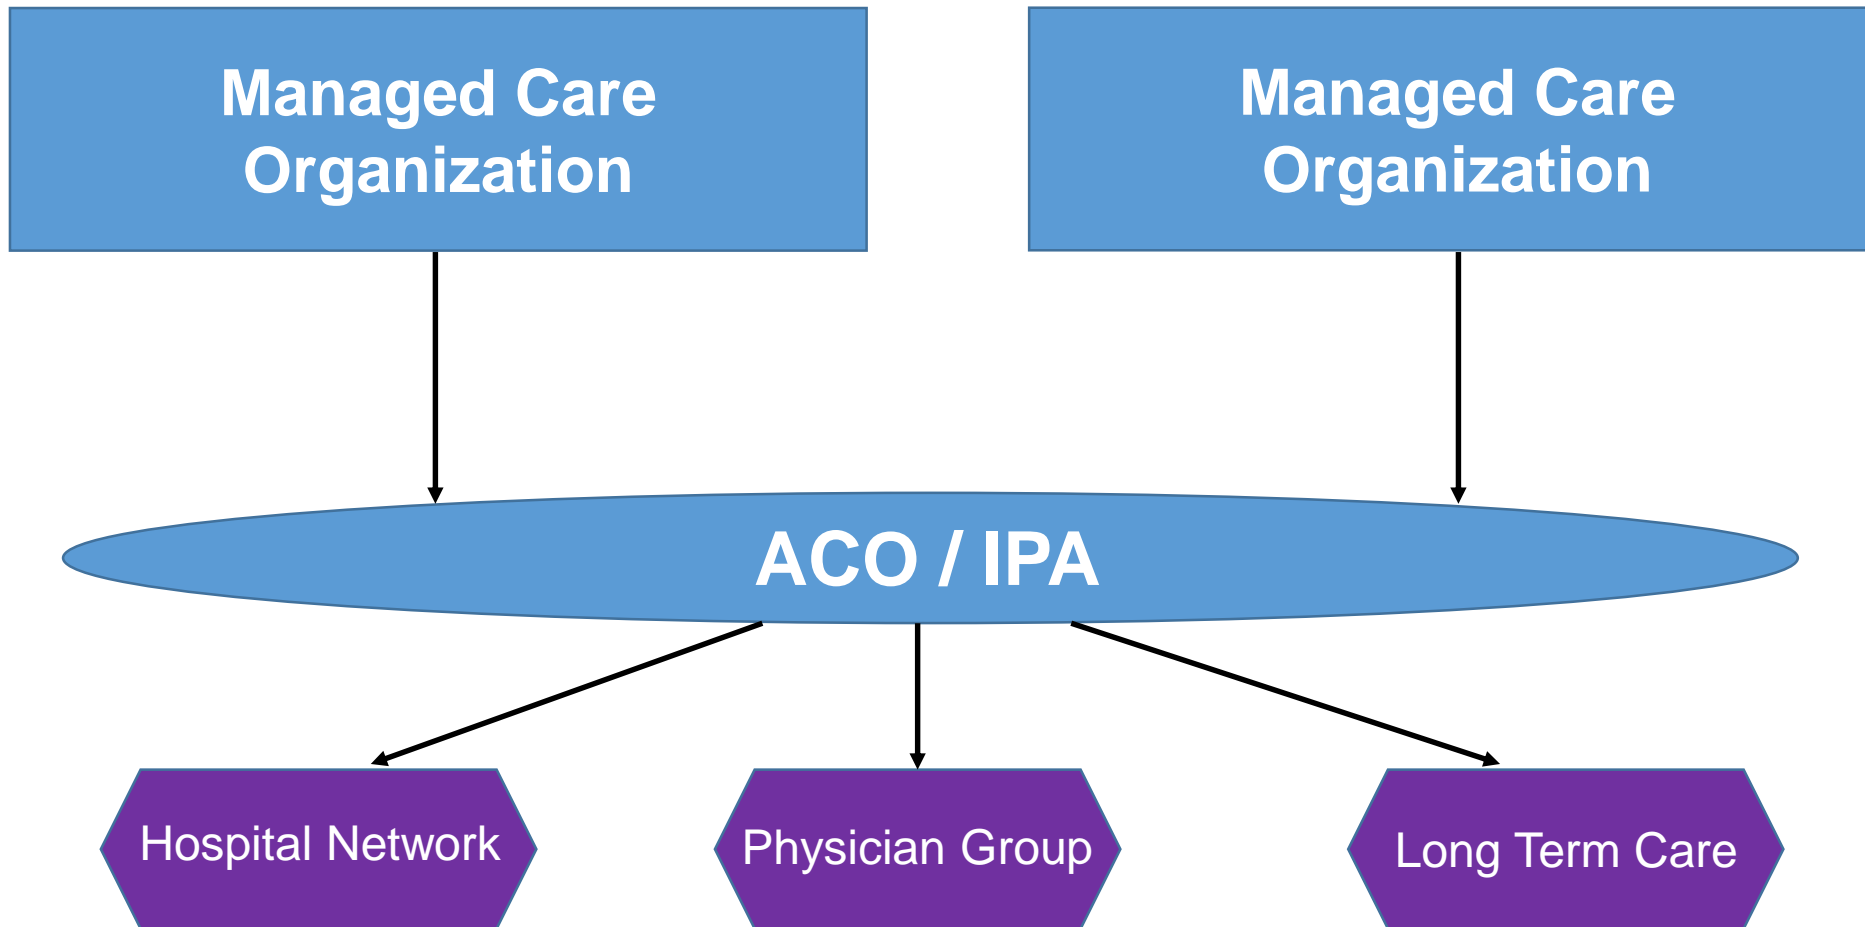 Managed Care
Organization
Managed Care
Organization
ACO / IPA
Hospital Network
Physician Group
Long Term Care